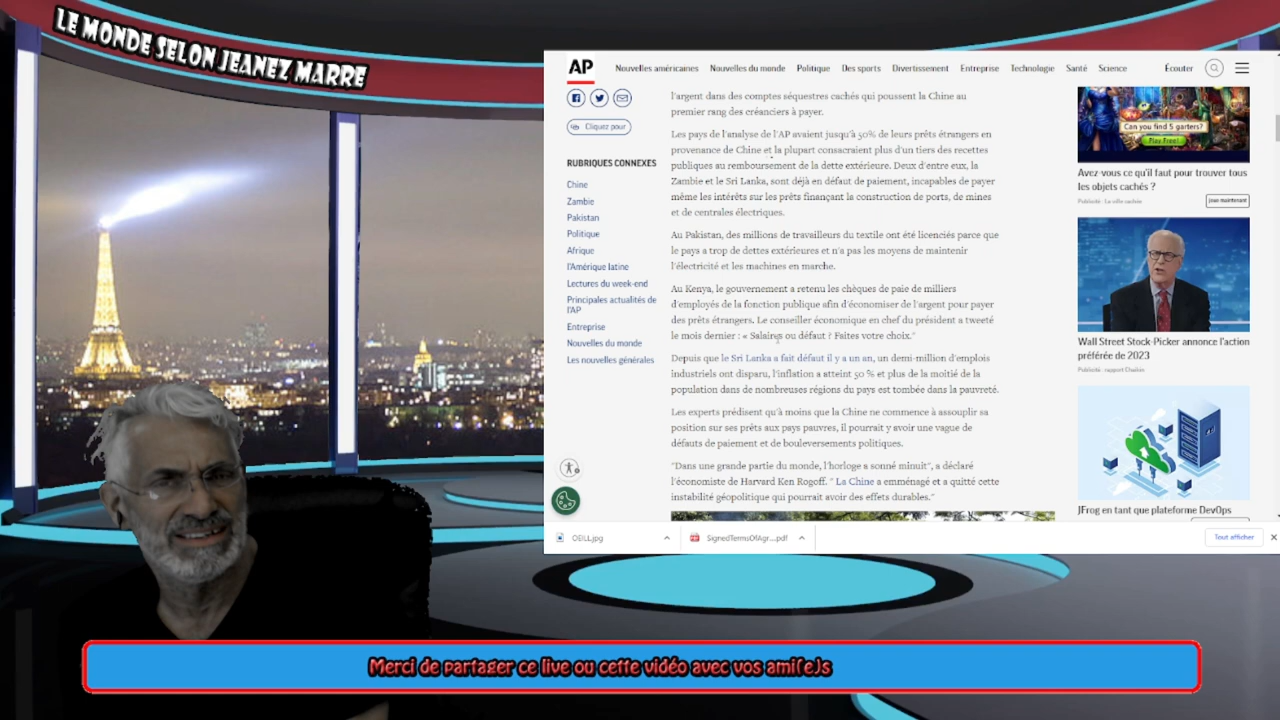 LE MONDE SELON JEANEZ MARRE
AP
Nouvelles américaines Nouvelles du monde Politique Des sports Divertissement Entreprise Technologie Santé Science Écouter
Cliquez pour
RUBRIQUES CONNEXES
Chine
Zambie
Pakistan
Politique
Afrique
l'Amérique latine
Lectures du week-end
Principales actualités de
l'AP
Entreprise
Nouvelles du monde
Les nouvelles générales
l'argent dans des comptes séquestres cachés qui poussent la Chine au
premier rang des créanciers à payer.
Les pays de l'analyse de l'AP avaient jusqu'à 50% de leurs prêts étrangers en
provenance de Chine et la plupart consacraient plus d'un tiers des recettes
publiques au remboursement de la dette extérieure. Deux d'entre eux, la
Zambie et le Sri Lanka, sont déjà en défaut de paiement, incapables de payer
même les intérêts sur les prêts finançant la construction de ports, de mines
et de centrales électriques.
Au Pakistan, des millions de travailleurs du textile ont été licenciés parce que
le pays a trop de dettes extérieures et n'a pas les moyens de maintenir
l'électricité et les machines en marche.
Au Kenya, le gouvernement a retenu les chèques de paie de milliers
d'employés de la fonction publique afin d'économiser de l'argent pour payer
des prêts étrangers. Le conseiller économique en chef du président a tweeté
le mois dernier : « Salaires ou défaut ? Faites votre choix."
Depuis que le Sri Lanka a fait défaut il y a un an, un demi-million d'emplois
industriels ont disparu, l'inflation a atteint 50 % et plus de la moitié de la
population dans de nombreuses régions du pays est tombée dans la pauvreté.
Les experts prédisent qu'à moins que la Chine ne commence à assouplir sa
position sur ses prêts aux pays pauvres, il pourrait y avoir une vague de
défauts de paiement et de bouleversements politiques.
"Dans une grande partie du monde, l'horloge a sonné minuit", a déclaré
l'économiste de Harvard Ken Rogoff. " La Chine a emménagé et a quitté cette
instabilité géopolitique qui pourrait avoir des effets durables."
Can you find 5 garters?
Play Free!
Avez-vous ce qu'il faut pour trouver tous
les objets cachés ?
Publicité · La ville cachée
Joue maintenant
Wall Street Stock-Picker annonce l'action
préférée de 2023
Publicité · rapport Chaikin
JFrog en tant que plateforme DevOps
OEILL.jpg
SignedTermsOfAgr....pdf
Tout afficher
Merci de partager ce live ou cette vidéo avec vos ami(e)s